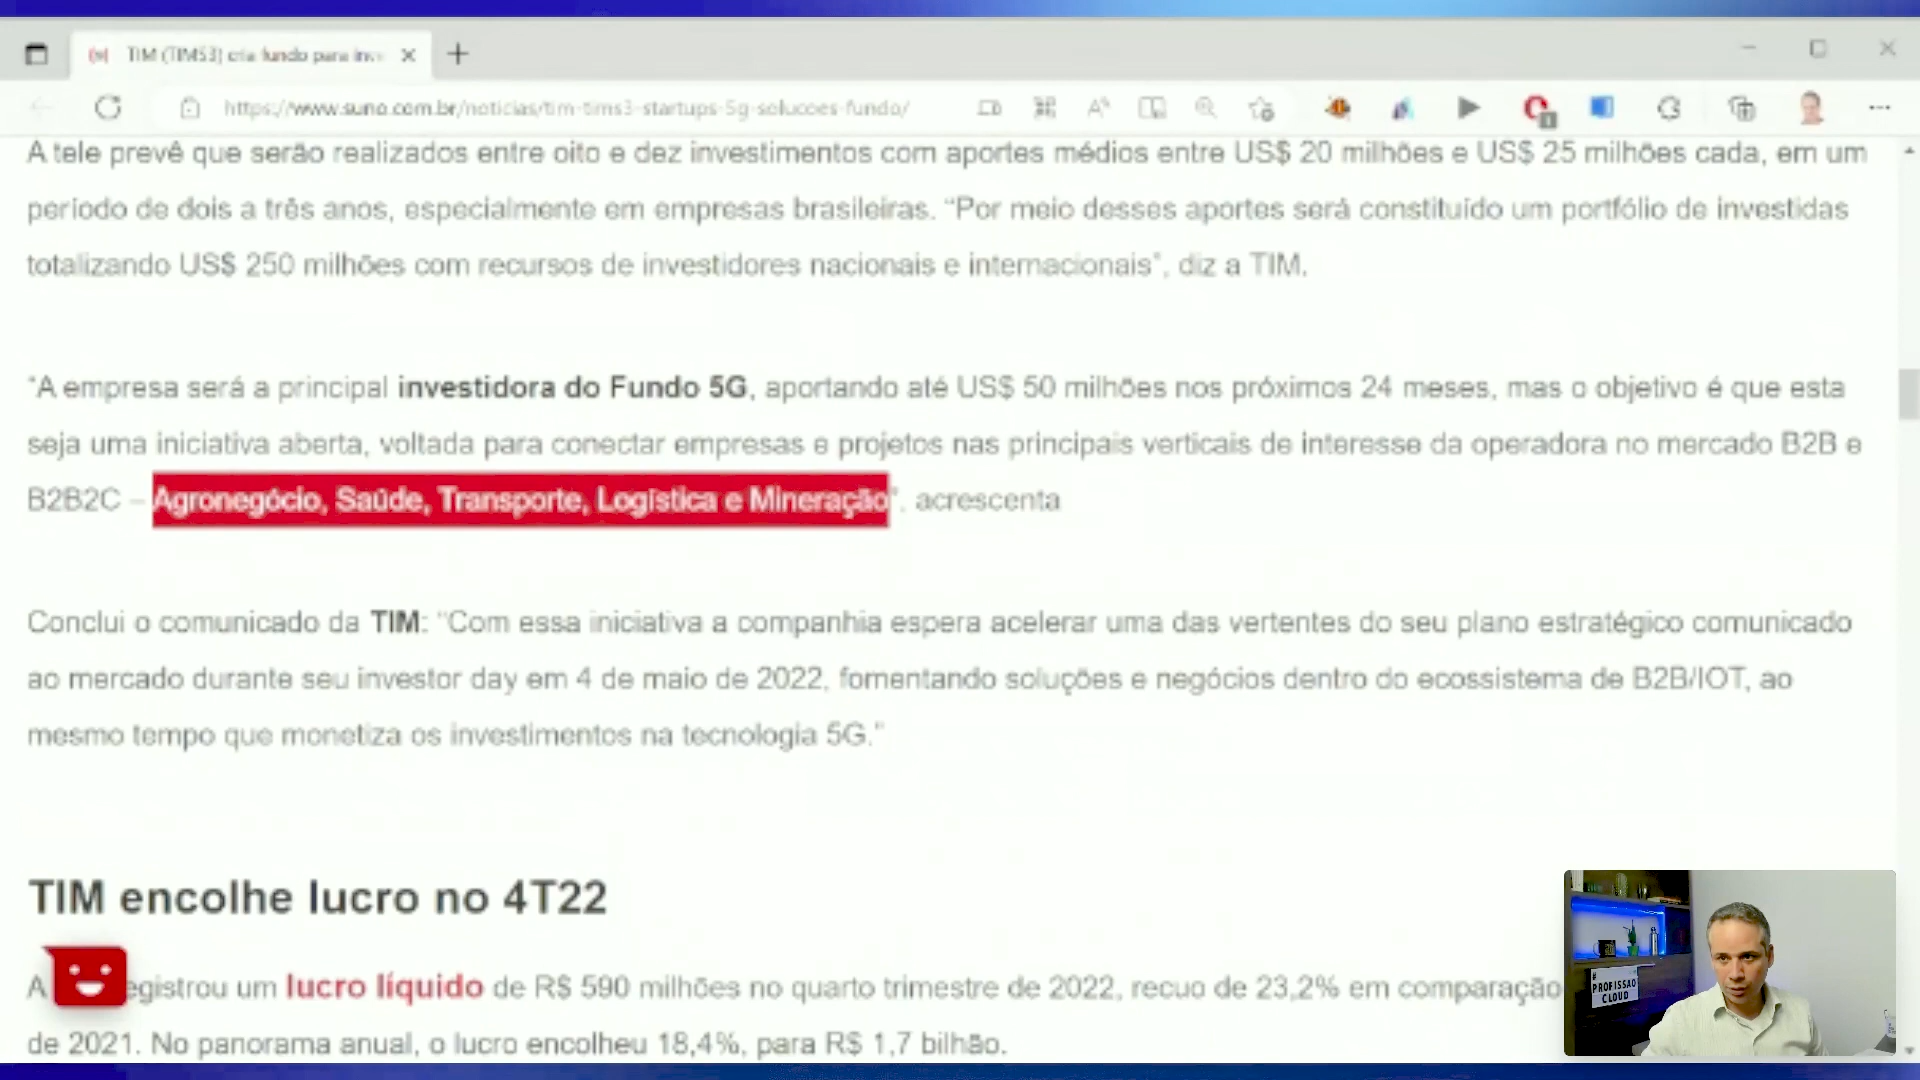 TIM (TIMS3) cria fundo para inv
https://www.suno.com.br/noticias/tim-tims3-startups-5g-solucoes-fundo/
A tele prevê que serão realizados entre oito e dez investimentos com aportes médios entre US$ 20 milhões e US$ 25 milhões cada, em um
período de dois a três anos, especialmente em empresas brasileiras. “Por meio desses aportes será constituído um portfólio de investidas
totalizando US$ 250 milhões com recursos de investidores nacionais e internacionais”, diz a TIM.
“A empresa será a principal investidora do Fundo 5G, aportando até US$ 50 milhões nos próximos 24 meses, mas o objetivo é que esta
seja uma iniciativa aberta, voltada para conectar empresas e projetos nas principais verticais de interesse da operadora no mercado B2B e
B2B2C – Agronegócio, Saúde, Transporte, Logística e Mineração”, acrescenta
Conclui o comunicado da TIM: “Com essa iniciativa a companhia espera acelerar uma das vertentes do seu plano estratégico comunicado
ao mercado durante seu investor day em 4 de maio de 2022, fomentando soluções e negócios dentro do ecossistema de B2B/IOT, ao
mesmo tempo que monetiza os investimentos na tecnologia 5G.”
TIM encolhe lucro no 4T22
A egistrou um lucro líquido de R$ 590 milhões no quarto trimestre de 2022, recuo de 23,2% em comparação
de 2021. No panorama anual, o lucro encolheu 18,4%, para R$ 1,7 bilhão.
PROFISSÃO
CLOUD